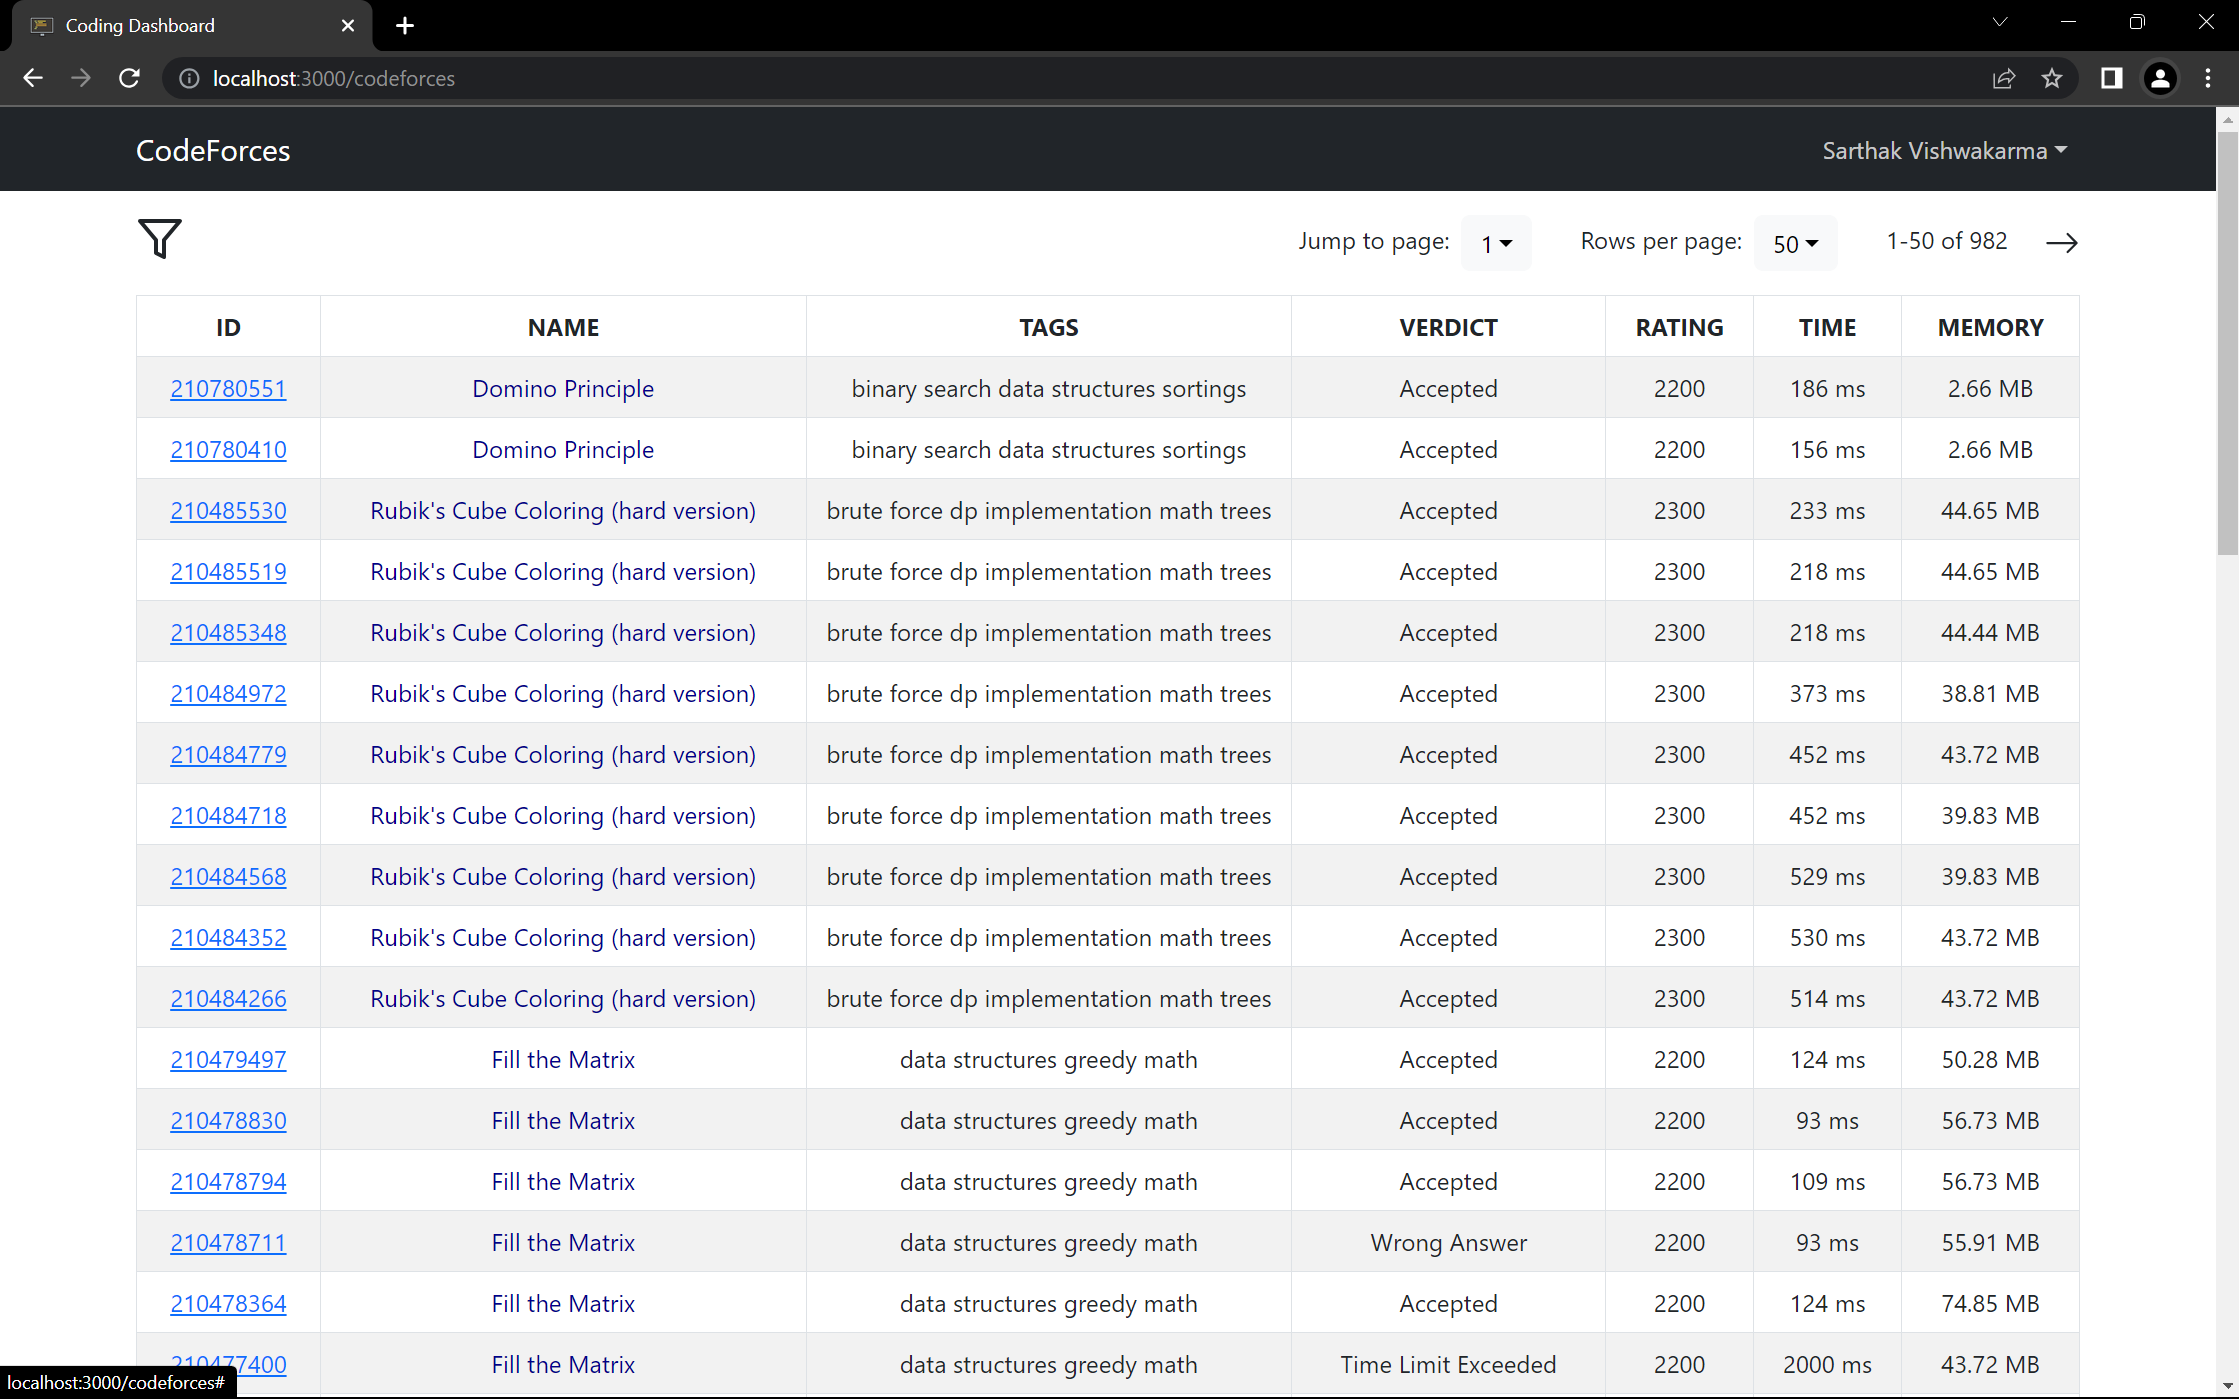 Coding Dashboard
localhost:3000/codeforces
CodeForces
Sarthak Vishwakarma
Jump to page: 1 Rows per page: 50 1-50 of 982
ID NAME TAGS VERDICT RATING TIME MEMORY
210780551 Domino Principle binary search data structures sortings Accepted 2200 186 ms 2.66 MB
210780410 Domino Principle binary search data structures sortings Accepted 2200 156 ms 2.66 MB
210485530 Rubik's Cube Coloring (hard version) brute force dp implementation math trees Accepted 2300 233 ms 44.65 MB
210485519 Rubik's Cube Coloring (hard version) brute force dp implementation math trees Accepted 2300 218 ms 44.65 MB
210485348 Rubik's Cube Coloring (hard version) brute force dp implementation math trees Accepted 2300 218 ms 44.44 MB
210484972 Rubik's Cube Coloring (hard version) brute force dp implementation math trees Accepted 2300 373 ms 38.81 MB
210484779 Rubik's Cube Coloring (hard version) brute force dp implementation math trees Accepted 2300 452 ms 43.72 MB
210484718 Rubik's Cube Coloring (hard version) brute force dp implementation math trees Accepted 2300 452 ms 39.83 MB
210484568 Rubik's Cube Coloring (hard version) brute force dp implementation math trees Accepted 2300 529 ms 39.83 MB
210484352 Rubik's Cube Coloring (hard version) brute force dp implementation math trees Accepted 2300 530 ms 43.72 MB
210484266 Rubik's Cube Coloring (hard version) brute force dp implementation math trees Accepted 2300 514 ms 43.72 MB
210479497 Fill the Matrix data structures greedy math Accepted 2200 124 ms 50.28 MB
210478830 Fill the Matrix data structures greedy math Accepted 2200 93 ms 56.73 MB
210478794 Fill the Matrix data structures greedy math Accepted 2200 109 ms 56.73 MB
210478711 Fill the Matrix data structures greedy math Wrong Answer 2200 93 ms 55.91 MB
210478364 Fill the Matrix data structures greedy math Accepted 2200 124 ms 74.85 MB
210477400 Fill the Matrix data structures greedy math Time Limit Exceeded 2200 2000 ms 43.72 MB
localhost:3000/codeforces#